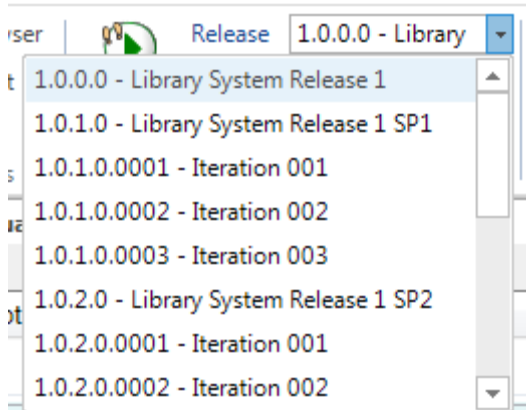 Release 1.0.0.0 - Library
1.0.0.0 - Library System Release 1
1.0.1.0 - Library System Release 1 SP1
1.0.1.0.0001 - Iteration 001
1.0.1.0.0002 - Iteration 002
1.0.1.0.0003 - Iteration 003
1.0.2.0 - Library System Release 1 SP2
1.0.2.0.0001 - Iteration 001
1.0.2.0.0002 - Iteration 002